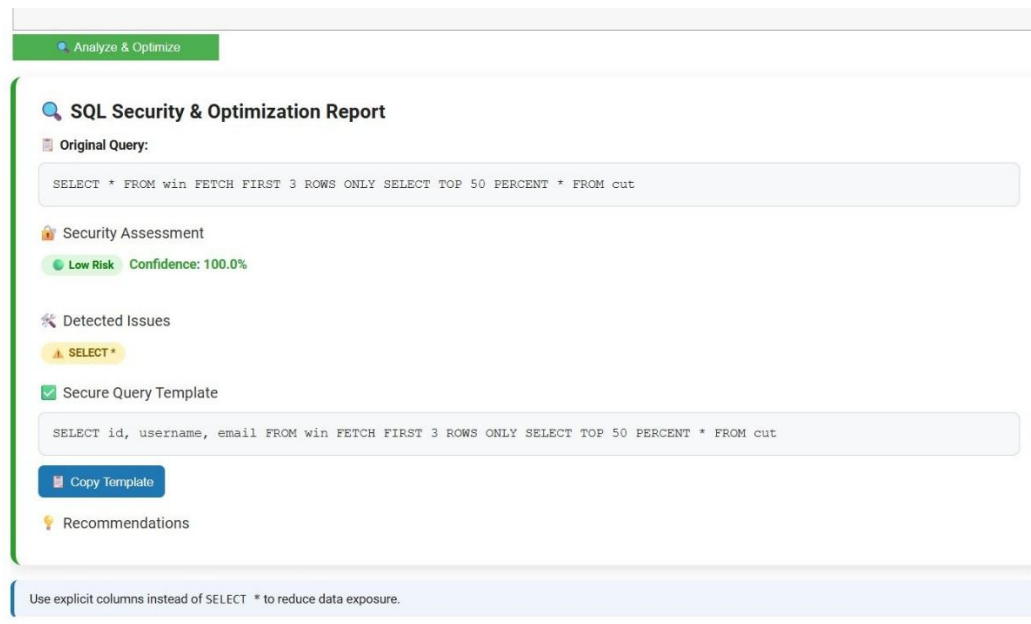 Analyze & Optimize
SQL Security & Optimization Report
Original Query:
SELECT * FROM win FETCH FIRST 3 ROWS ONLY SELECT TOP 50 PERCENT * FROM cut
Security Assessment
Low Risk Confidence: 100.0%
Detected Issues
SELECT *
Secure Query Template
SELECT id, username, email FROM win FETCH FIRST 3 ROWS ONLY SELECT TOP 50 PERCENT * FROM cut
Copy Template
Recommendations
Use explicit columns instead of SELECT * to reduce data exposure.